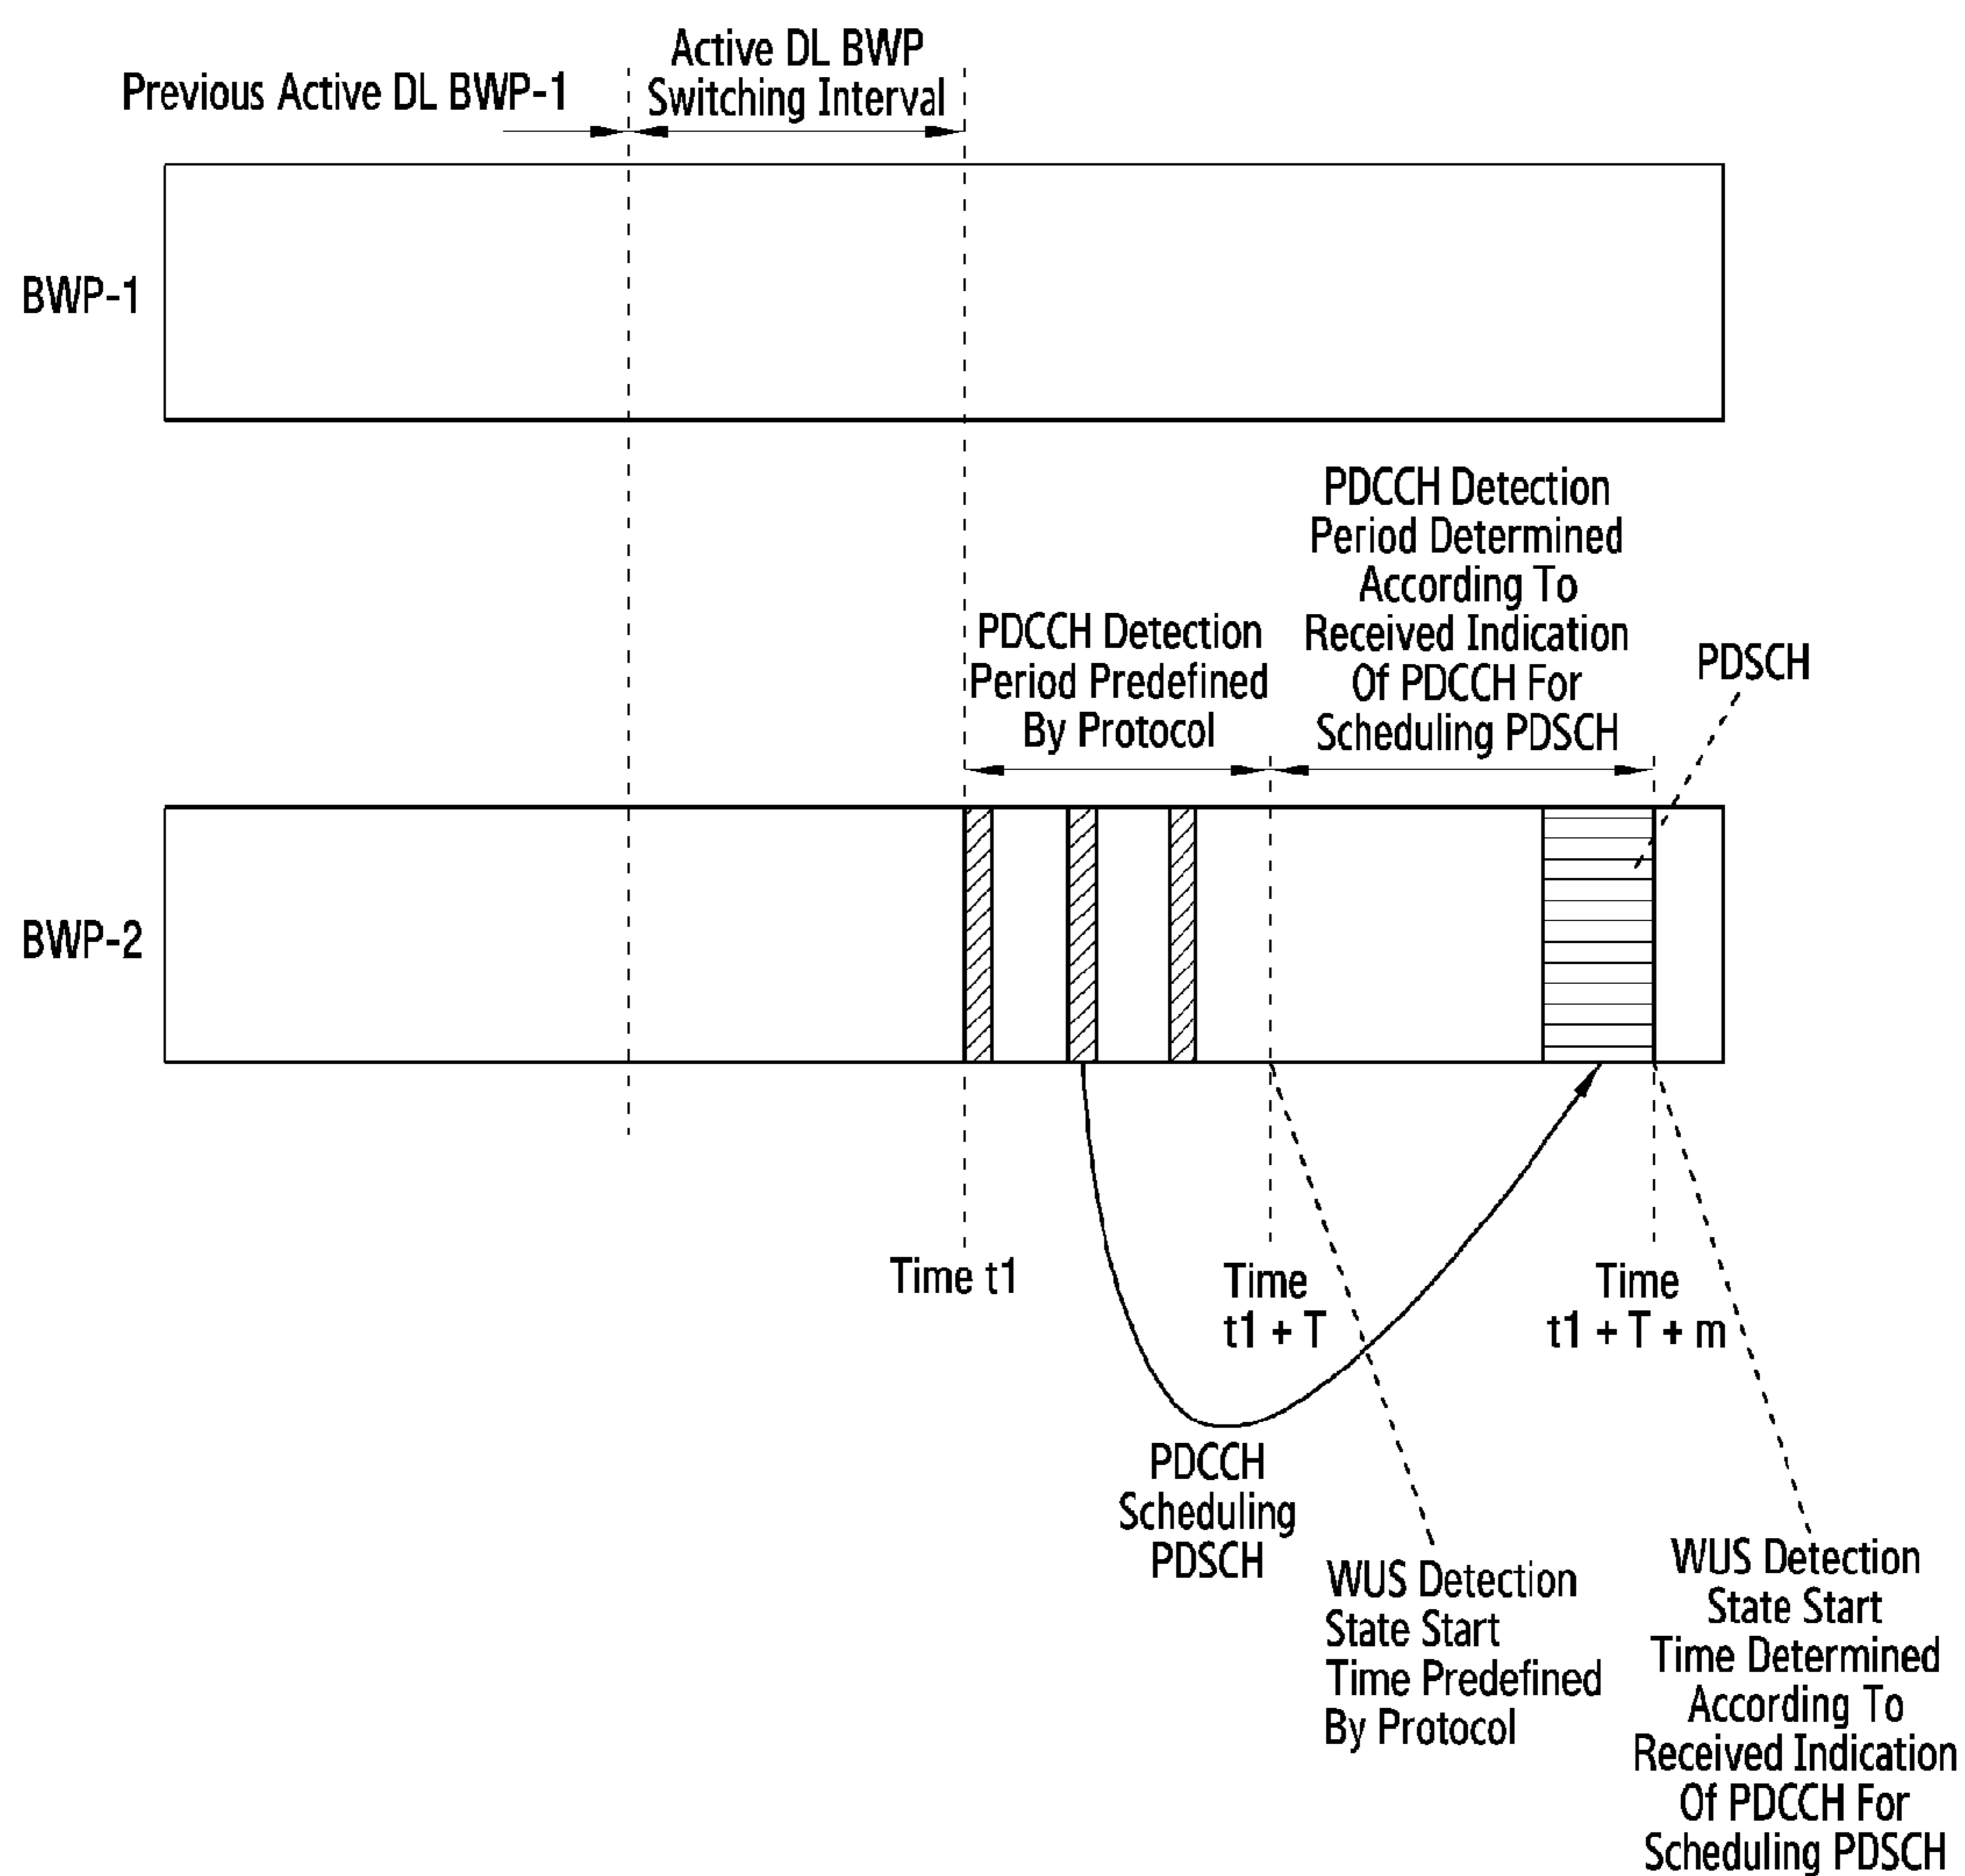 Active DL BWP
Switching Interval
Previous Active DL BWP-1
BWP-1
PDCCH Detection
Period Determined
According To
Received Indication
Of PDCCH For
Scheduling PDSCH
PDCCH Detection
Period Predefined
By Protocol
PDSCH
BWP-2
Time t1
Time
t1 + T
Time
t1 + T + m
PDCCH
Scheduling
PDSCH
WUS Detection
State Start
Time Predefined
By Protocol
WUS Detection
State Start
Time Determined
According To
Received Indication
Of PDCCH For
Scheduling PDSCH